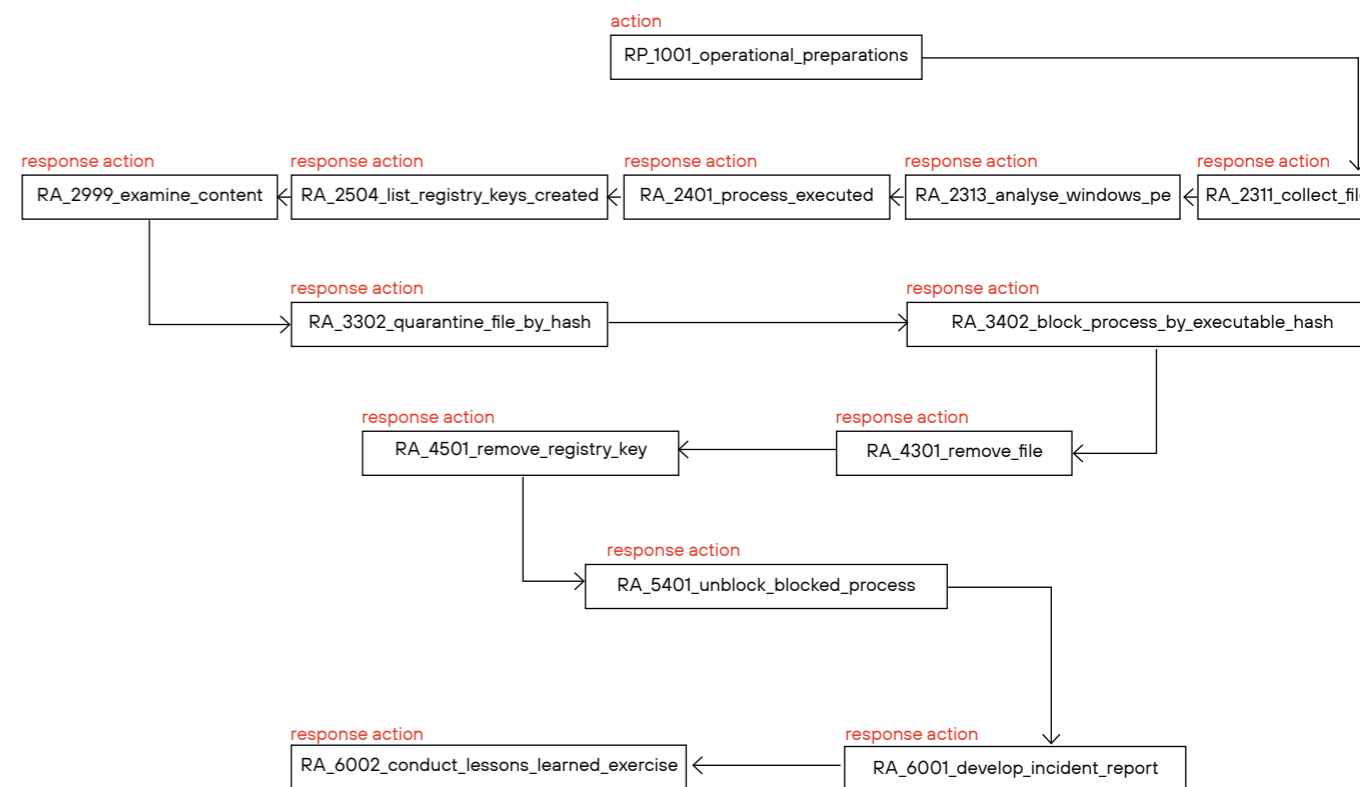 action
RP_1001_operational_preparations
response action
response action
response action
response action
response action
RA_2999_examine_content
RA_2504_list_registry_keys_created
RA_2401_process_executed
RA_2313_analyse_windows_pe
RA_2311_collect_file
response action
response action
RA_3302_quarantine_file_by_hash
RA_3402_block_process_by_executable_hash
response action
response action
RA_4501_remove_registry_key
RA_4301_remove_file
response action
RA_5401_unblock_blocked_process
response action
response action
RA_6002_conduct_lessons_learned_exercise
RA_6001_develop_incident_report